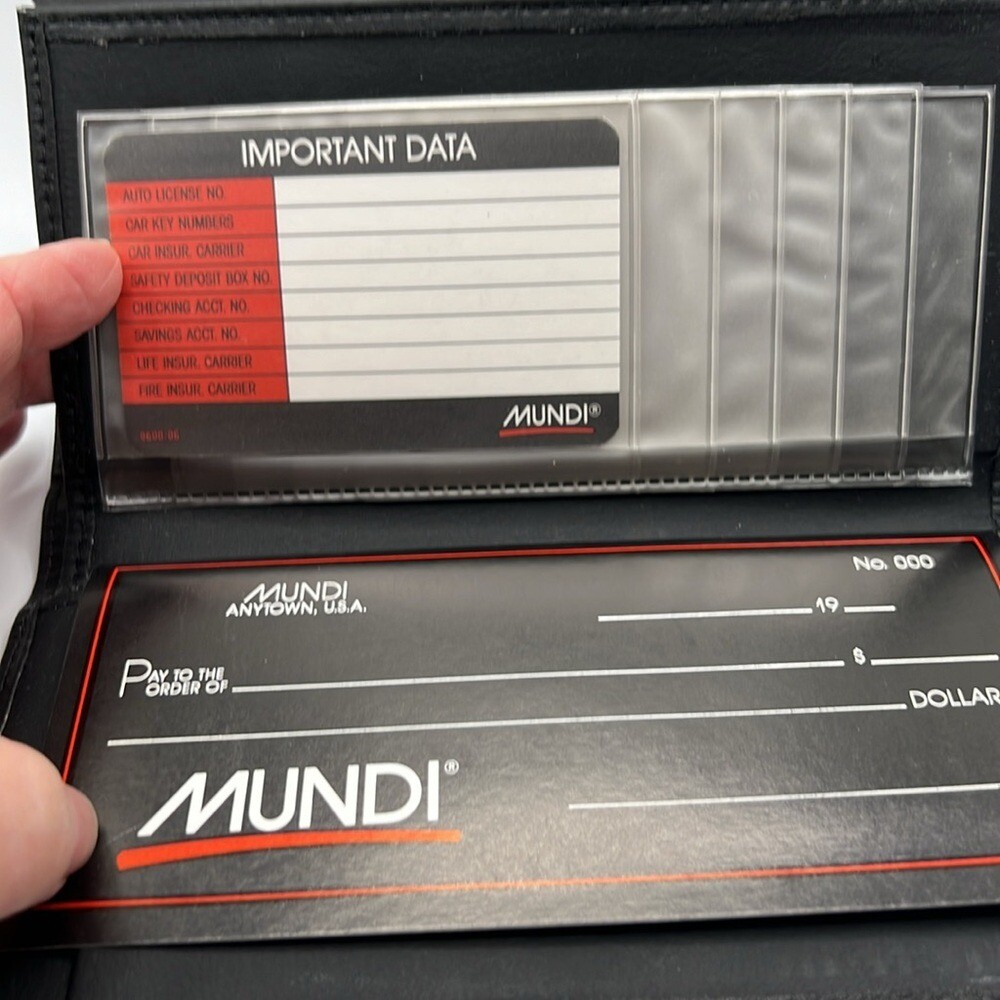 IMPORTANT DATA
AUTO LICENSE NO.
CAR KEY NUMBERS
CAR INSUR. CARRIER
SAFETY DEPOSIT BOX NO.
CHECKING ACCT. NO.
SAVINGS ACCT. NO.
LIFE INSUR. CARRIER
FIRE INSUR. CARRIER
MUNDI®
No. 000
MUNDI
ANYTOWN, U.S.A.
19
PAY TO THE
ORDER OF
$
DOLLAR
MUNDI®